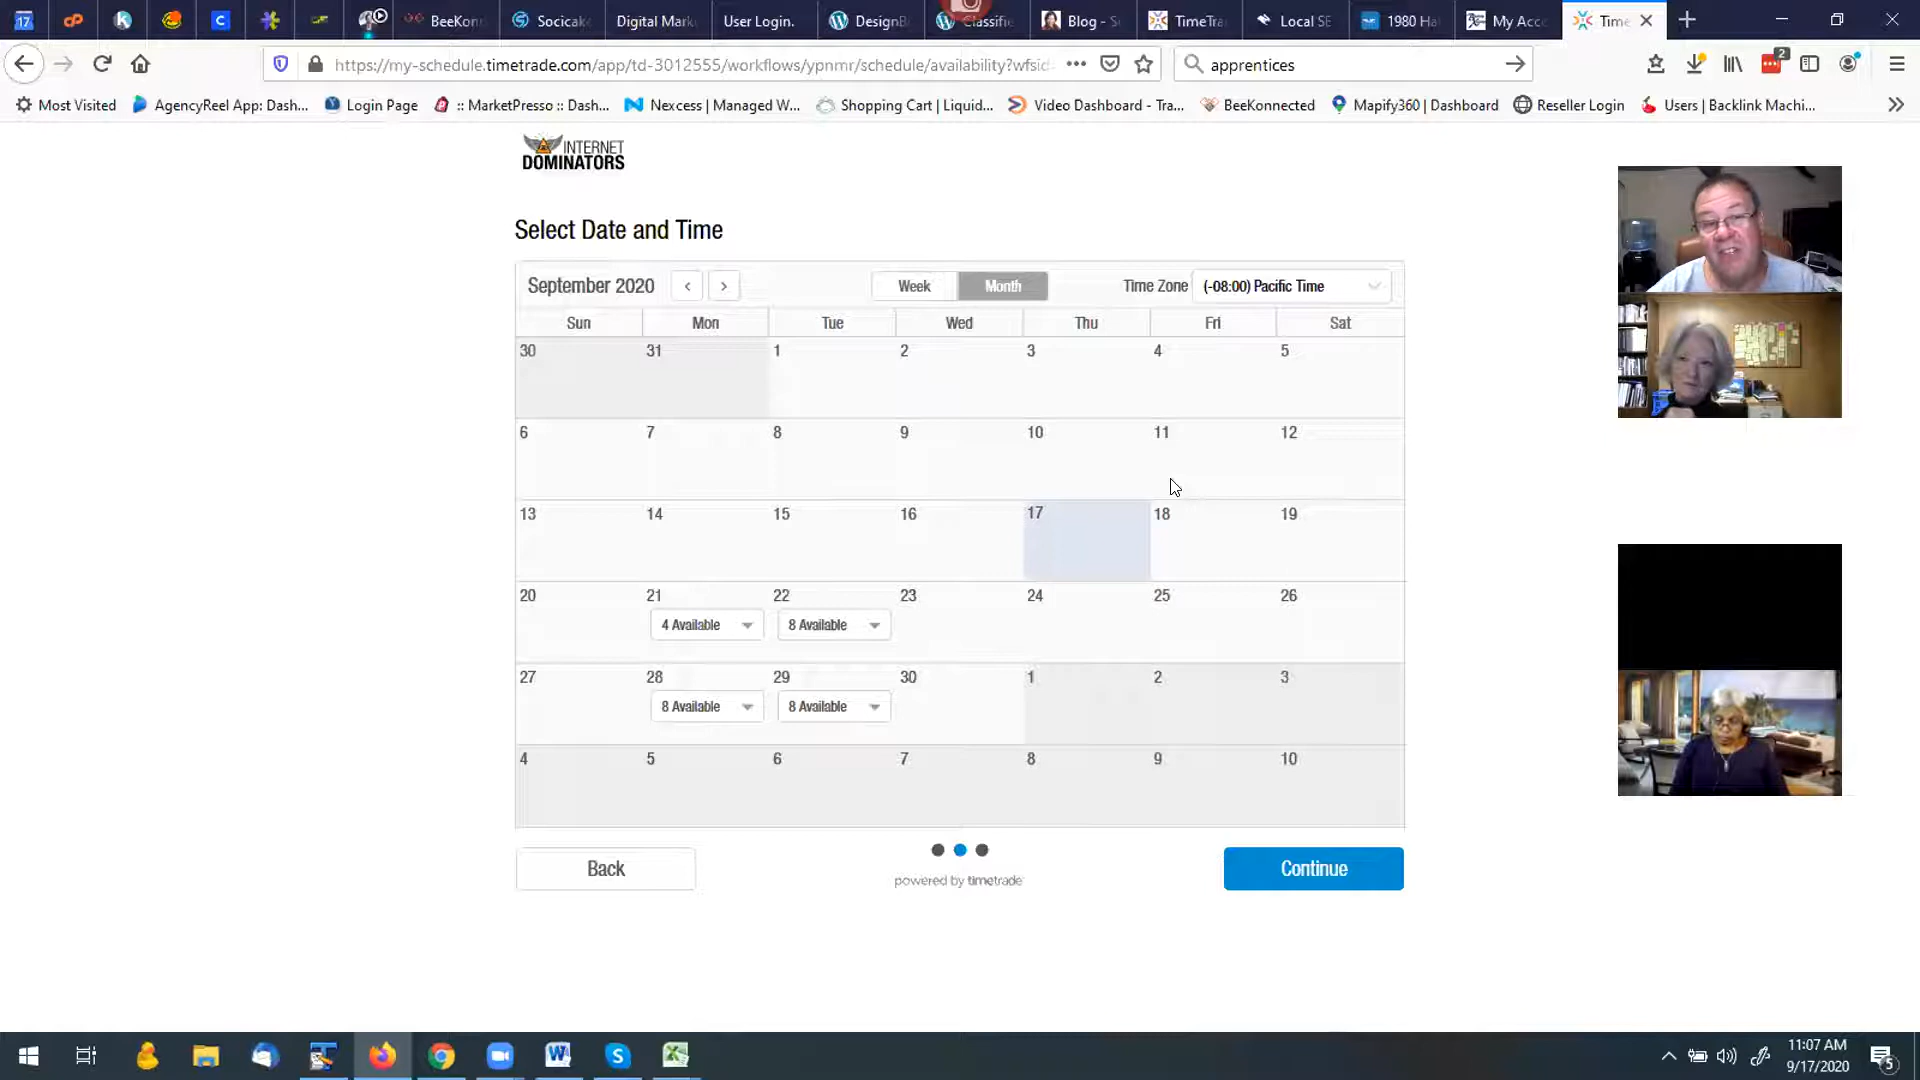 BeeKonn
Socicak
Digital Mark
User Login.
DesignB
Classifie
Blog - S
TimeTra
Local SE
1980 Ha
My Acc
Time
https://my-schedule.timetrade.com/app/td-3012555/workflows/ypnmr/schedule/availability?wfsid
apprentices
2
Most Visited
AgencyReel App: Dash...
Login Page
:: MarketPresso :: Dash...
Nexcess | Managed W...
Shopping Cart | Liquid...
Video Dashboard - Tra...
BeeKonnected
Mapify360 | Dashboard
Reseller Login
Users | Backlink Machi...
INTERNET
DOMINATORS
Select Date and Time
September 2020
Week
Month
Time Zone
(-08:00) Pacific Time
Sun Mon Tue Wed Thu Fri Sat
30 31 1 2 3 4 5
6 7 8 9 10 11 12
13 14 15 16 17 18 19
20 21 22 23 24 25 26
4 Available 8 Available
27 28 29 30 1 2 3
8 Available 8 Available
4 5 6 7 8 9 10
Back
powered by timetrade
Continue
11:07 AM
9/17/2020
5